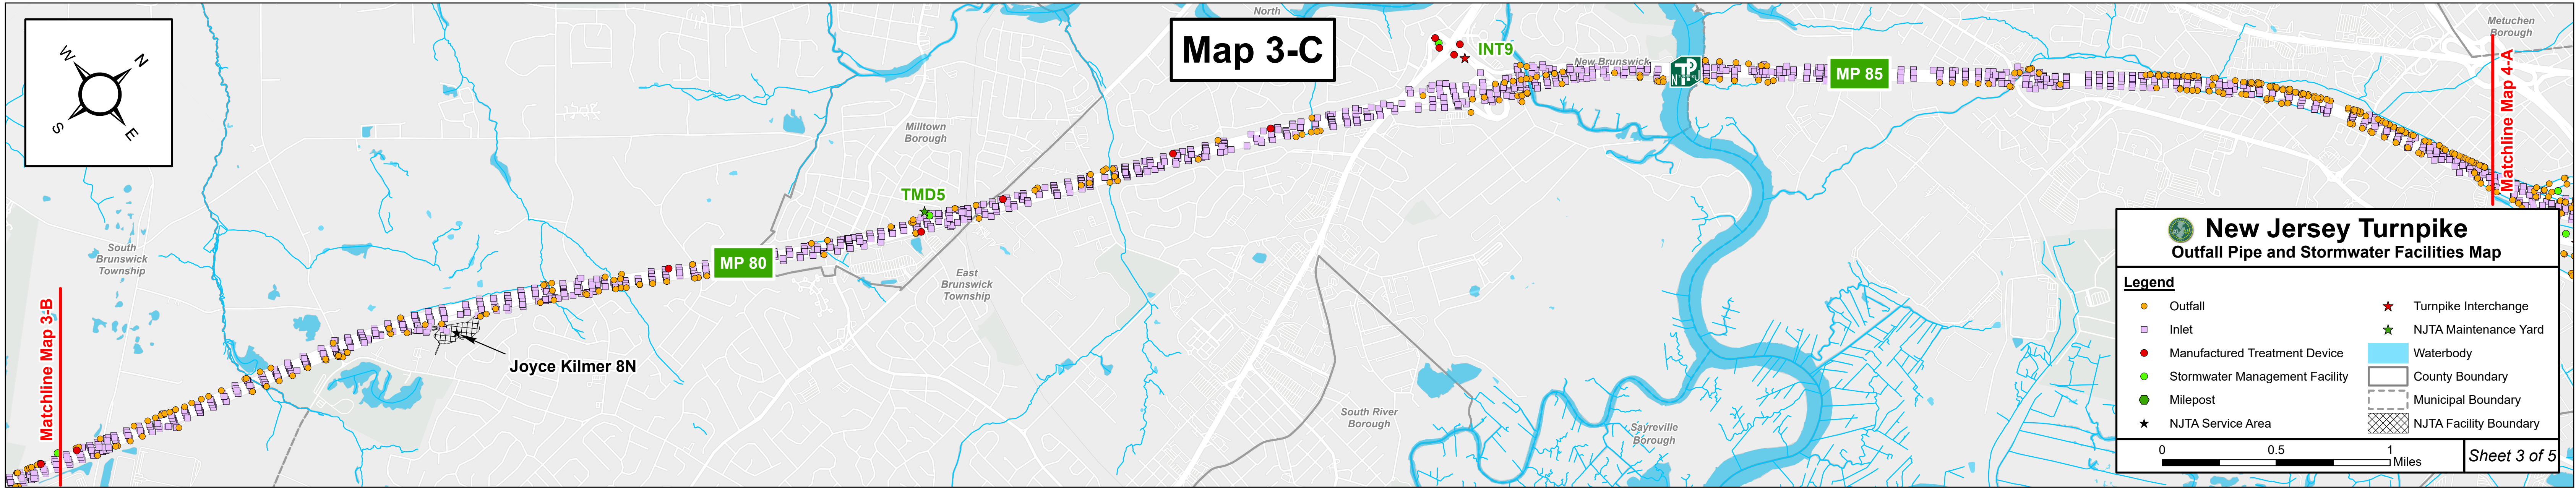 Map 3-C
W
N
S
E
North
New Brunswick
Metuchen
Borough
INT9
N J
TP
MP 85
Matchline Map 4-A
Milltown
Borough
TMD5
South
Brunswick
Township
MP 80
East
Brunswick
Township
Matchline Map 3-B
Joyce Kilmer 8N
South River
Borough
Sayreville
Borough
New Jersey Turnpike
Outfall Pipe and Stormwater Facilities Map
Legend
Outfall
Inlet
Manufactured Treatment Device
Stormwater Management Facility
Milepost
NJTA Service Area
Turnpike Interchange
NJTA Maintenance Yard
Waterbody
County Boundary
Municipal Boundary
NJTA Facility Boundary
0 0.5 1
Miles
Sheet 3 of 5